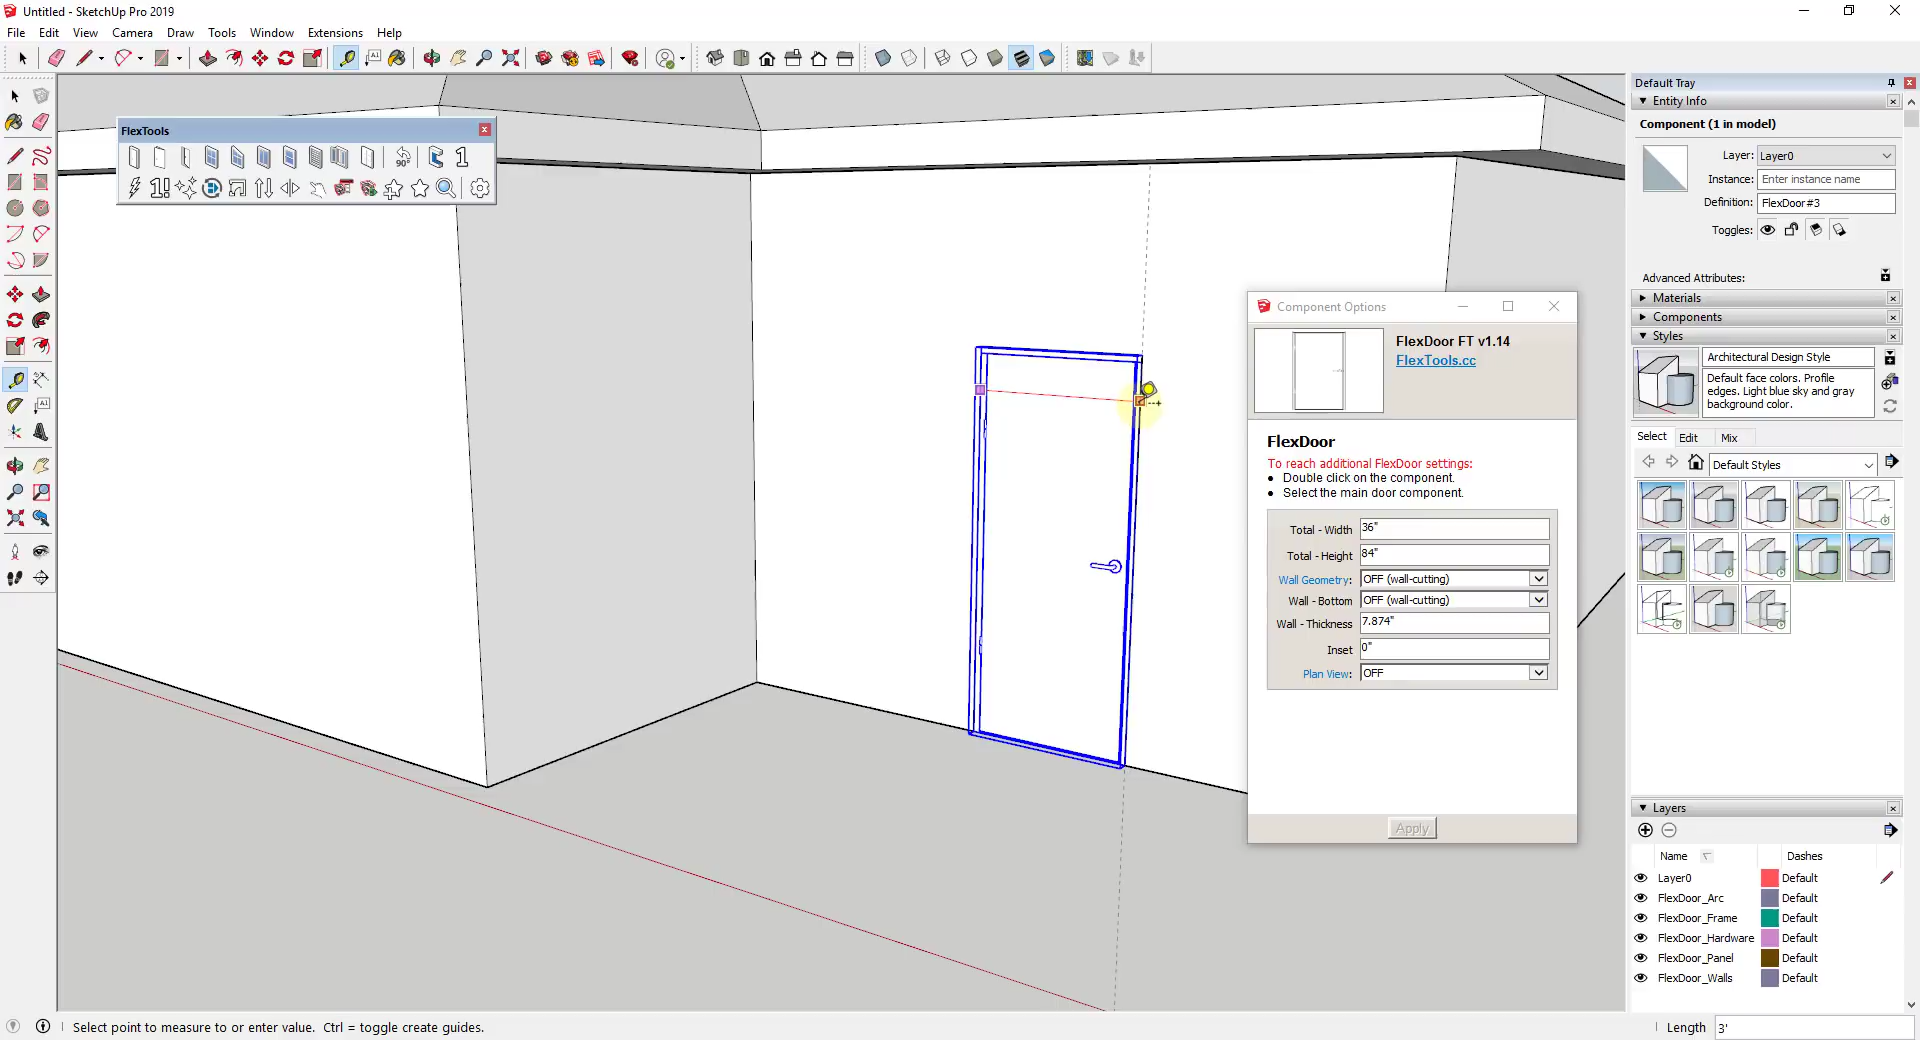 Untitled - SketchUp Pro 2019
File Edit View Camera Draw Tools Window Extensions Help
FlexTools
90°
1
1!
A1
A1
Default Tray
Entity Info
Component (1 in model)
Layer: Layer0
Instance: Enter instance name
Definition: FlexDoor#3
Toggles:
Advanced Attributes:
Materials
Components
Styles
Architectural Design Style
Default face colors. Profile
edges. Light blue sky and gray
background color.
Select Edit Mix
Default Styles
Component Options
FlexDoor FT v1.14
FlexTools.cc
FlexDoor
To reach additional FlexDoor settings:
• Double click on the component.
• Select the main door component.
Total - Width 36"
Total - Height 84"
Wall Geometry: OFF (wall-cutting)
Wall - Bottom OFF (wall-cutting)
Wall - Thickness 7.874"
Inset 0"
Plan View: OFF
Apply
Layers
Name Dashes
Layer0 Default
FlexDoor_Arc Default
FlexDoor_Frame Default
FlexDoor_Hardware Default
FlexDoor_Panel Default
FlexDoor_Walls Default
Select point to measure to or enter value. Ctrl = toggle create guides.
Length 3'